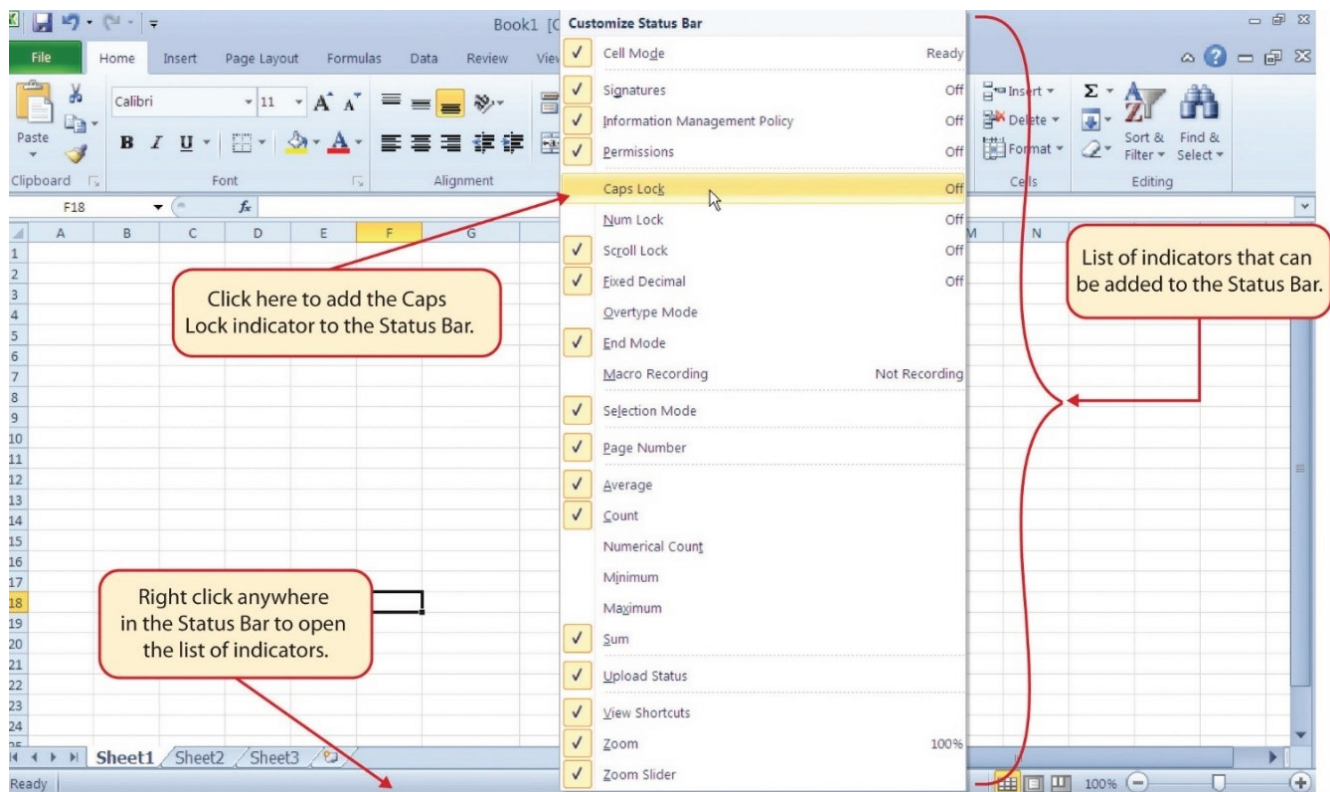 Book1 [C
File Home Insert Page Layout Formulas Data Review View
Calibri 11 A A
Paste
B I U A
Clipboard Font Alignment
Insert
Delete
Format
Cells
Σ
A
Z
Sort &
Filter
Find &
Select
Editing
F18 fx
A B C D E F G M N
1
2
3
4
5
6
7
8
9
10
11
12
13
14
15
16
17
18
19
20
21
22
23
24
25
Customize Status Bar
Cell Mode Ready
Signatures Off
Information Management Policy Off
Permissions Off
Caps Lock Off
Num Lock Off
Scroll Lock Off
Fixed Decimal Off
Overtype Mode
End Mode
Macro Recording Not Recording
Selection Mode
Page Number
Average
Count
Numerical Count
Minimum
Maximum
Sum
Upload Status
View Shortcuts
Zoom 100%
Zoom Slider
Click here to add the Caps
Lock indicator to the Status Bar.
List of indicators that can
be added to the Status Bar.
Right click anywhere
in the Status Bar to open
the list of indicators.
Sheet1 Sheet2 Sheet3
Ready 100%